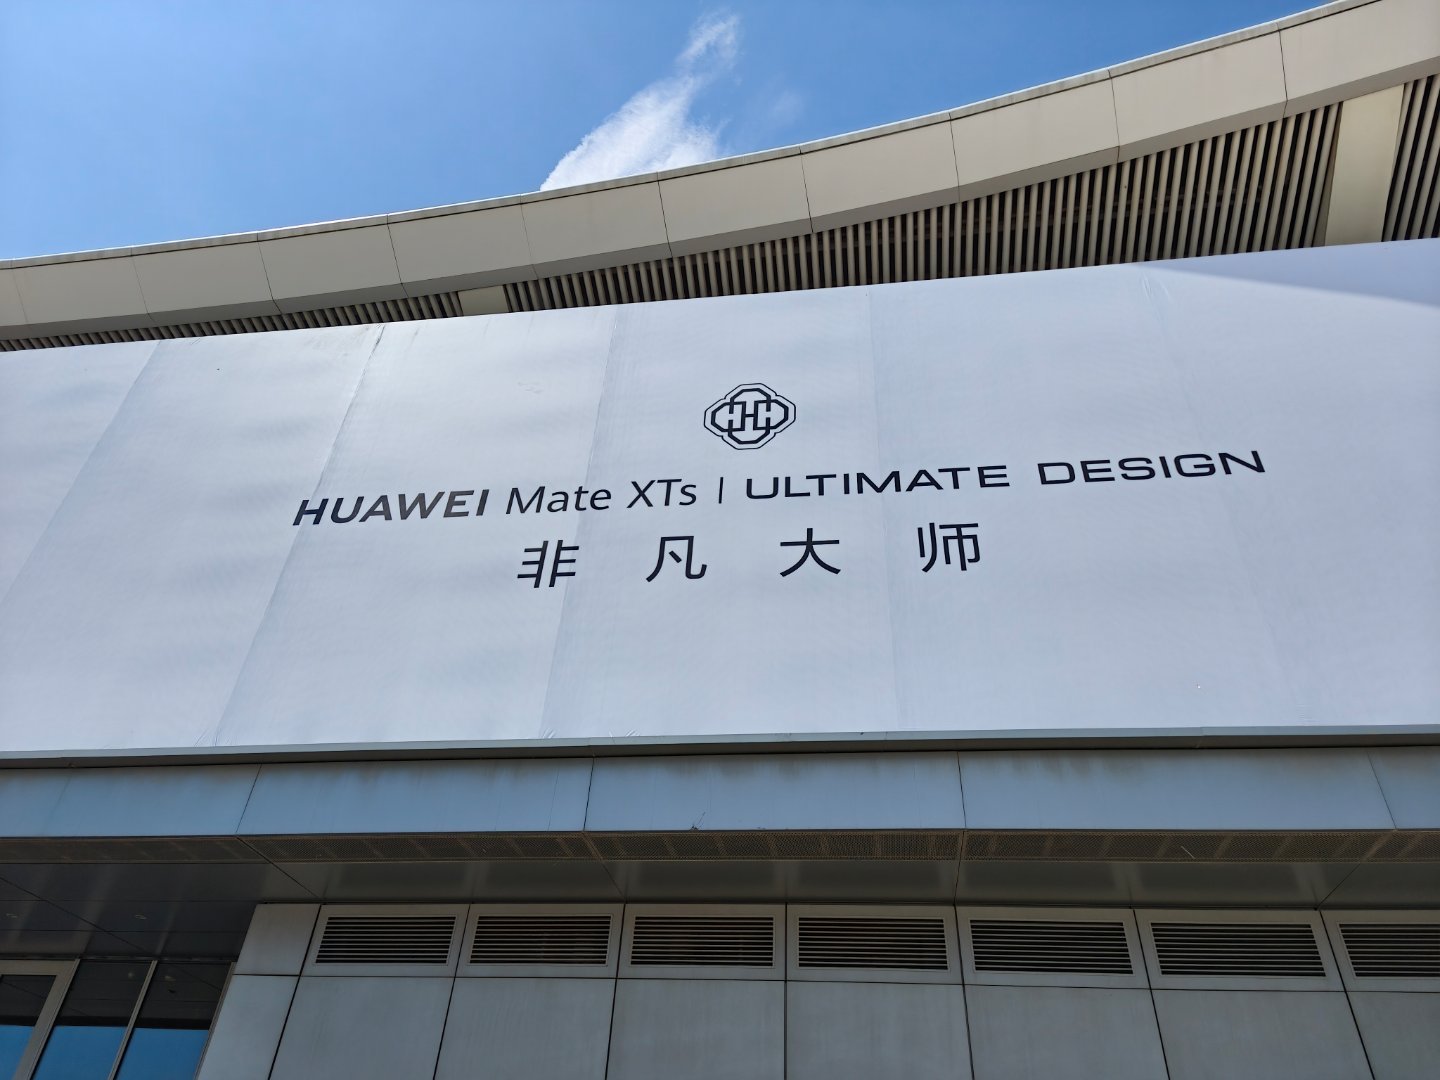 HUAWEI Mate XTs | ULTIMATE DESIGN
非凡大师